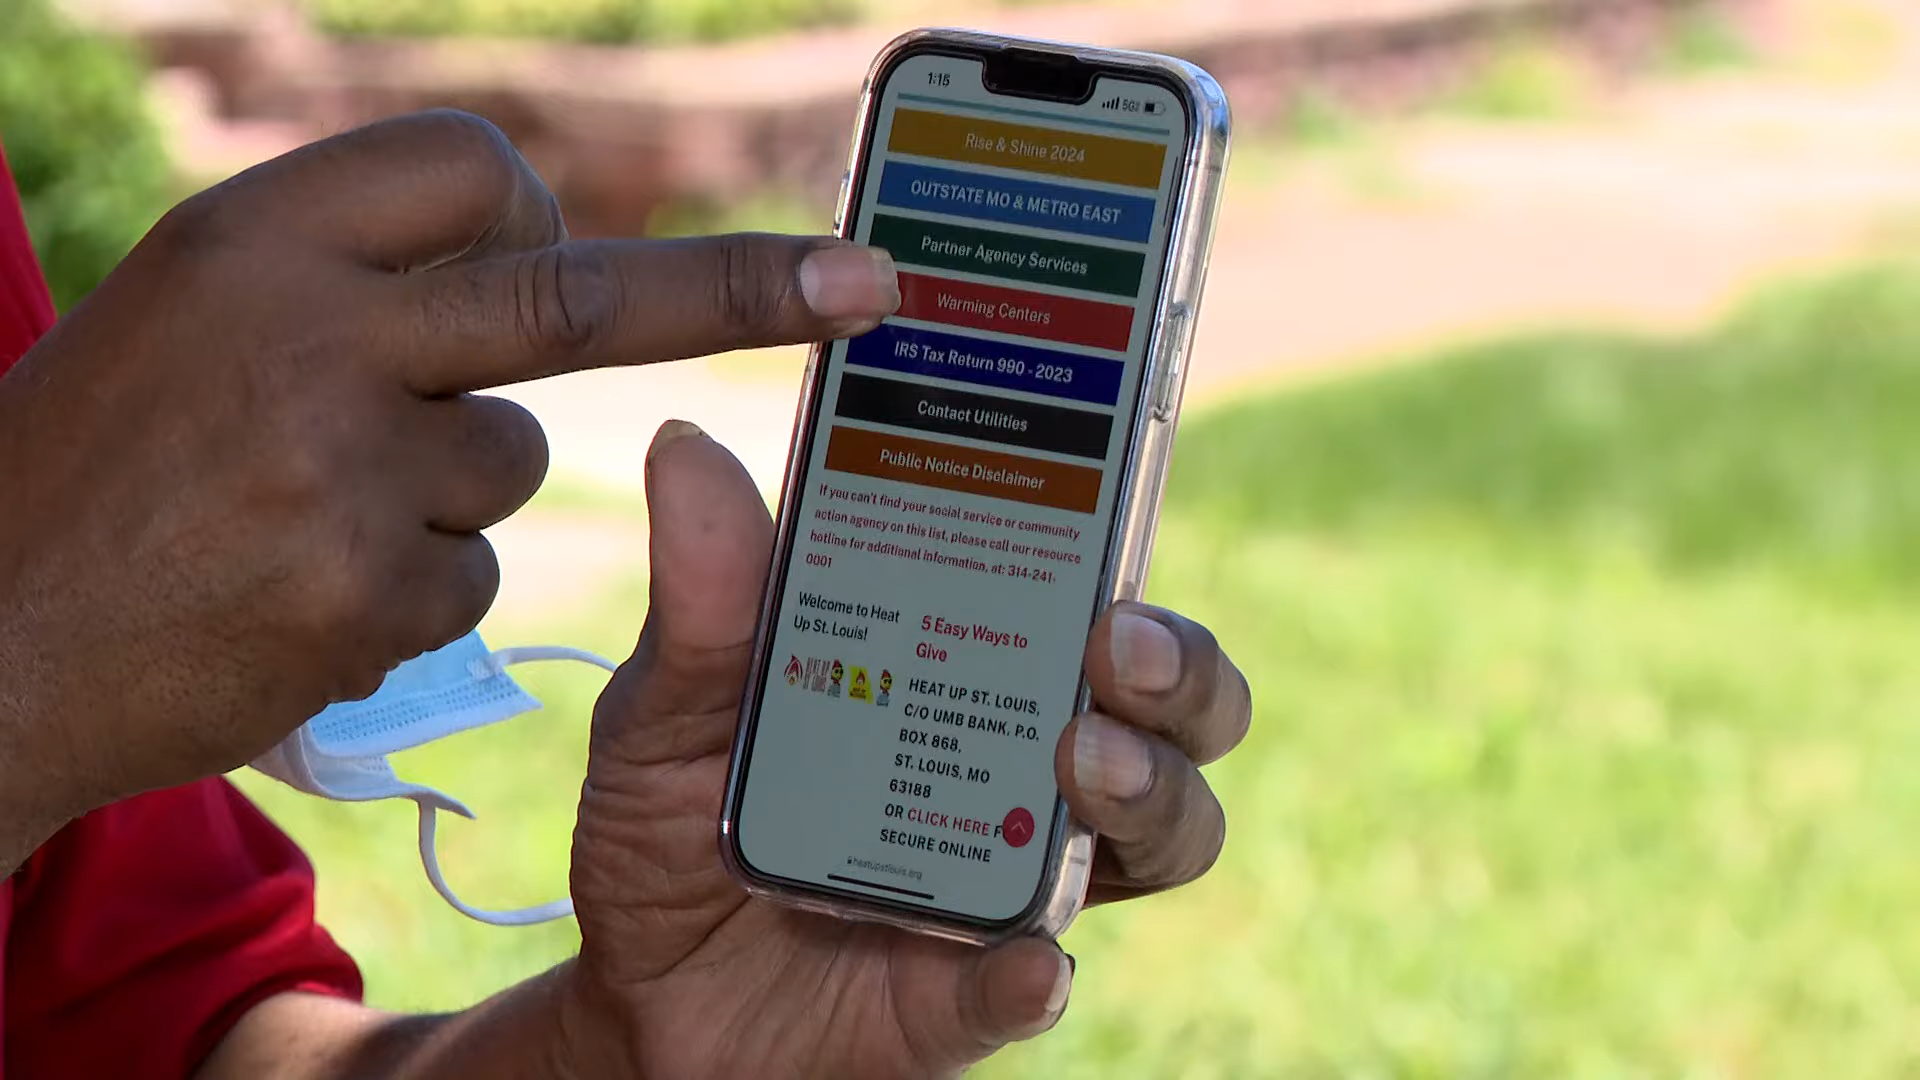 1:15
5G
Rise & Shine 2024
OUTSTATE MO & METRO EAST
Partner Agency Services
Warming Centers
IRS Tax Return 990 - 2023
Contact Utilities
Public Notice Disclaimer
If you can't find your social service or community
action agency on this list, please call our resource
hotline for additional information, at: 314-241-
0001
Welcome to Heat
Up St. Louis!
HEAT UP
ST LOUIS
5 Easy Ways to
Give
HEAT UP ST. LOUIS,
C/O UMB BANK, P.O.
BOX 868,
ST. LOUIS, MO
63188
OR CLICK HERE F
SECURE ONLINE
heatupstlouis.org